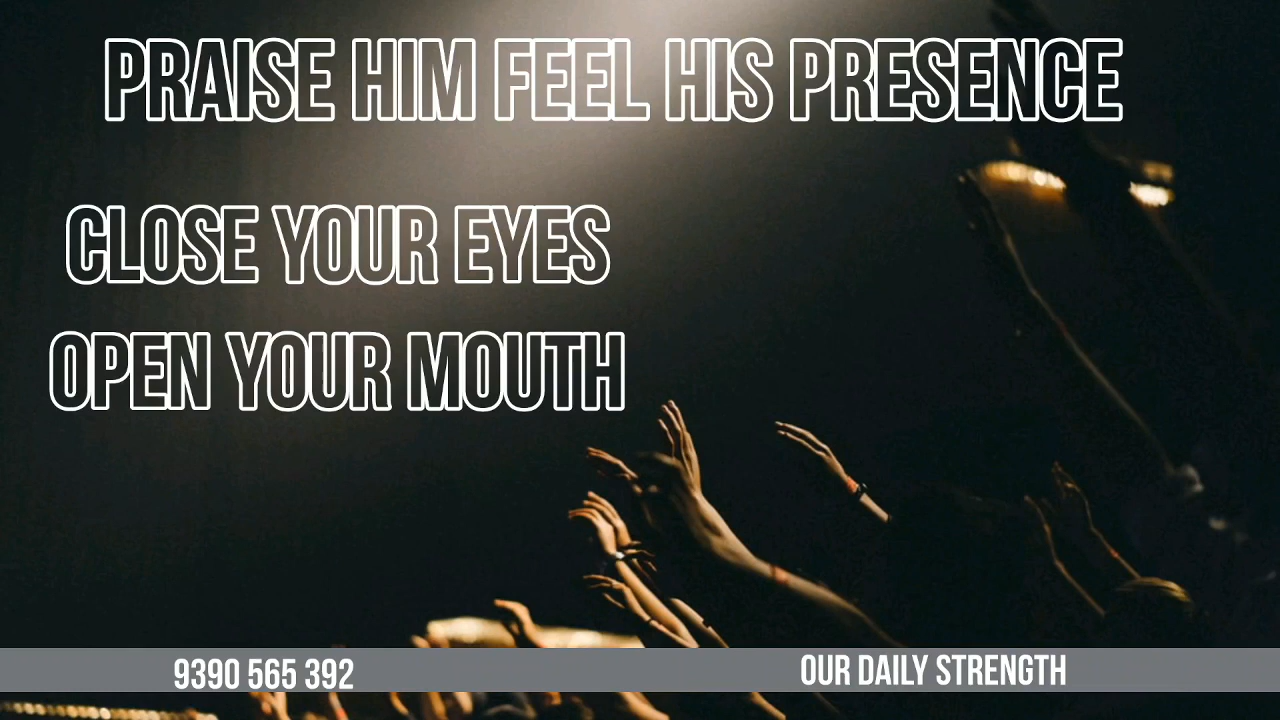 PRAISE HIM FEEL HIS PRESENCE
CLOSE YOUR EYES
OPEN YOUR MOUTH
9390 565 392
OUR DAILY STRENGTH